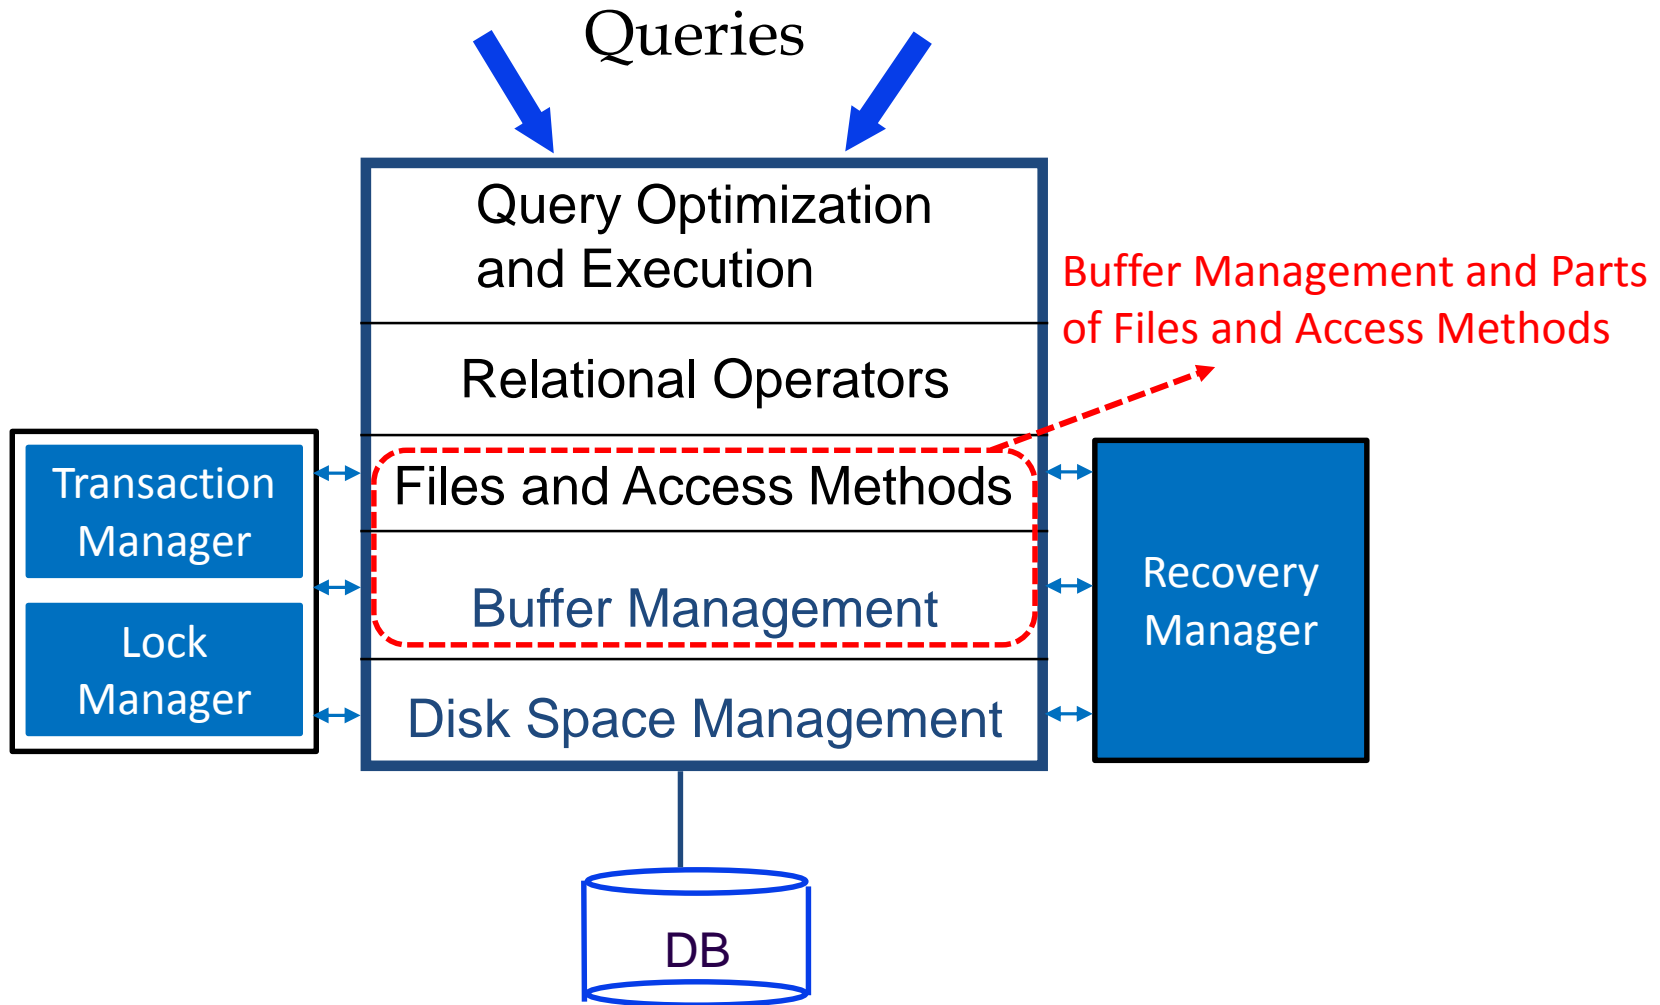 Queries
Query Optimization
and Execution
Buffer Management and Parts
of Files and Access Methods
Relational Operators
Transaction
Manager
Files and Access Methods
Recovery
Manager
Buffer Management
Lock
Manager
Disk Space Management
DB